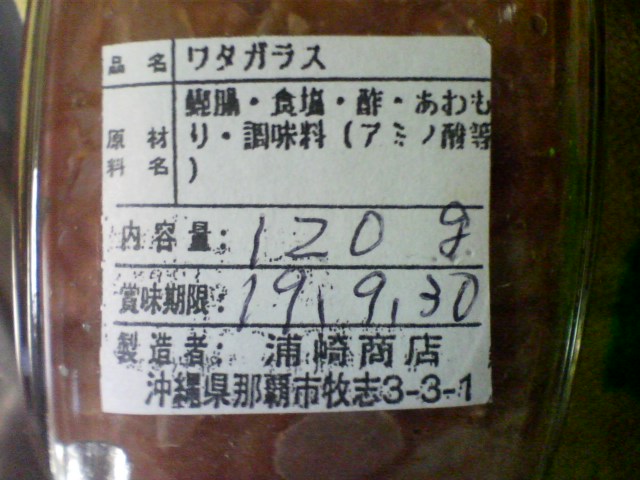 品名 ワタガラス
原材料名 鰹腸・食塩・酢・あわも
り・調味料(アミノ酸等
)
内容量: 120 g
賞味期限: 19,9,30
製造者: 浦崎商店
沖縄県那覇市牧志3-3-1